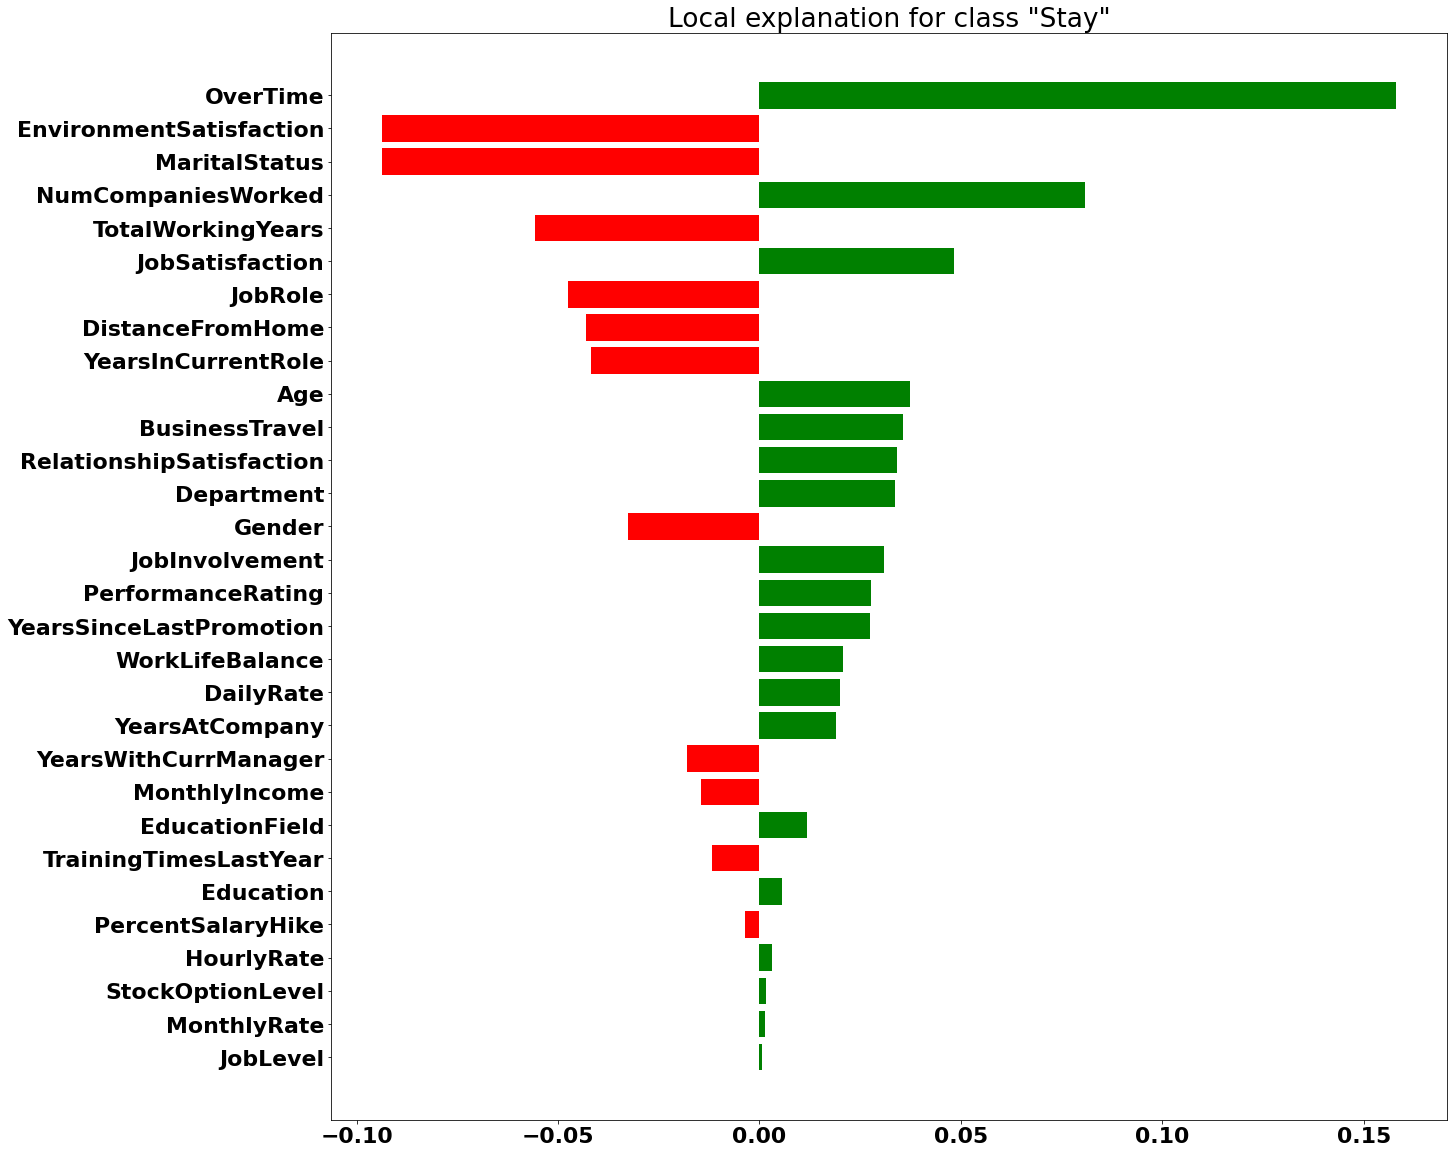 Local explanation for class "Stay"
OverTime
EnvironmentSatisfaction
MaritalStatus
NumCompaniesWorked
TotalWorkingYears
JobSatisfaction
JobRole
DistanceFromHome
YearsInCurrentRole
Age
BusinessTravel
RelationshipSatisfaction
Department
Gender
JobInvolvement
PerformanceRating
YearsSinceLastPromotion
WorkLifeBalance
DailyRate
YearsAtCompany
YearsWithCurrManager
MonthlyIncome
EducationField
TrainingTimesLastYear
Education
PercentSalaryHike
HourlyRate
StockOptionLevel
MonthlyRate
JobLevel
−0.10 −0.05 0.00 0.05 0.10 0.15